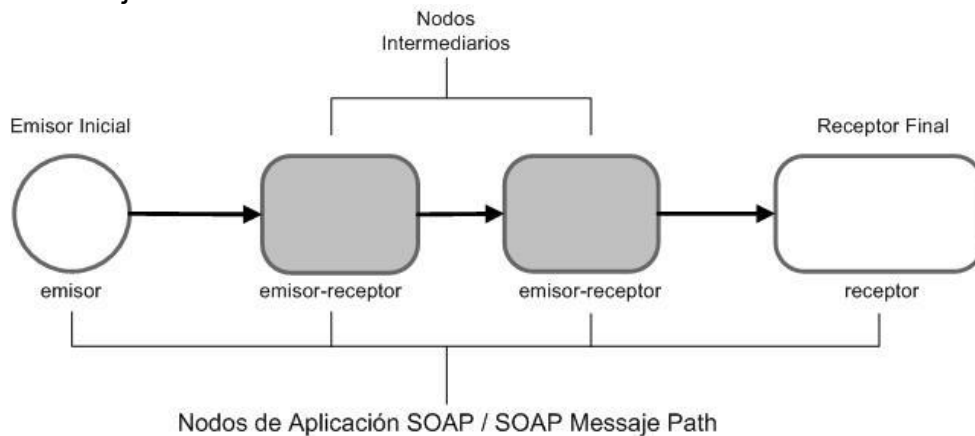 Nodos
Intermediarios
Emisor Inicial
Receptor Final
emisor
emisor-receptor
emisor-receptor
receptor
Nodos de Aplicación SOAP / SOAP Messaje Path